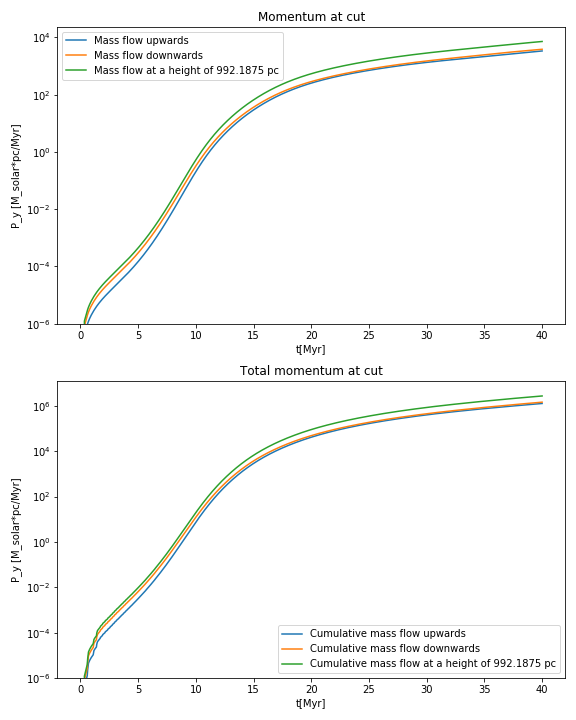 Momentum at cut
Mass flow upwards
Mass flow downwards
Mass flow at a height of 992.1875 pc
P_y [M_solar*pc/Myr]
10⁴
10²
10⁰
10⁻²
10⁻⁴
10⁻⁶
0 5 10 15 20 25 30 35 40
t[Myr]
Total momentum at cut
P_y [M_solar*pc/Myr]
10⁶
10⁴
10²
10⁰
10⁻²
10⁻⁴
10⁻⁶
Cumulative mass flow upwards
Cumulative mass flow downwards
Cumulative mass flow at a height of 992.1875 pc
0 5 10 15 20 25 30 35 40
t[Myr]